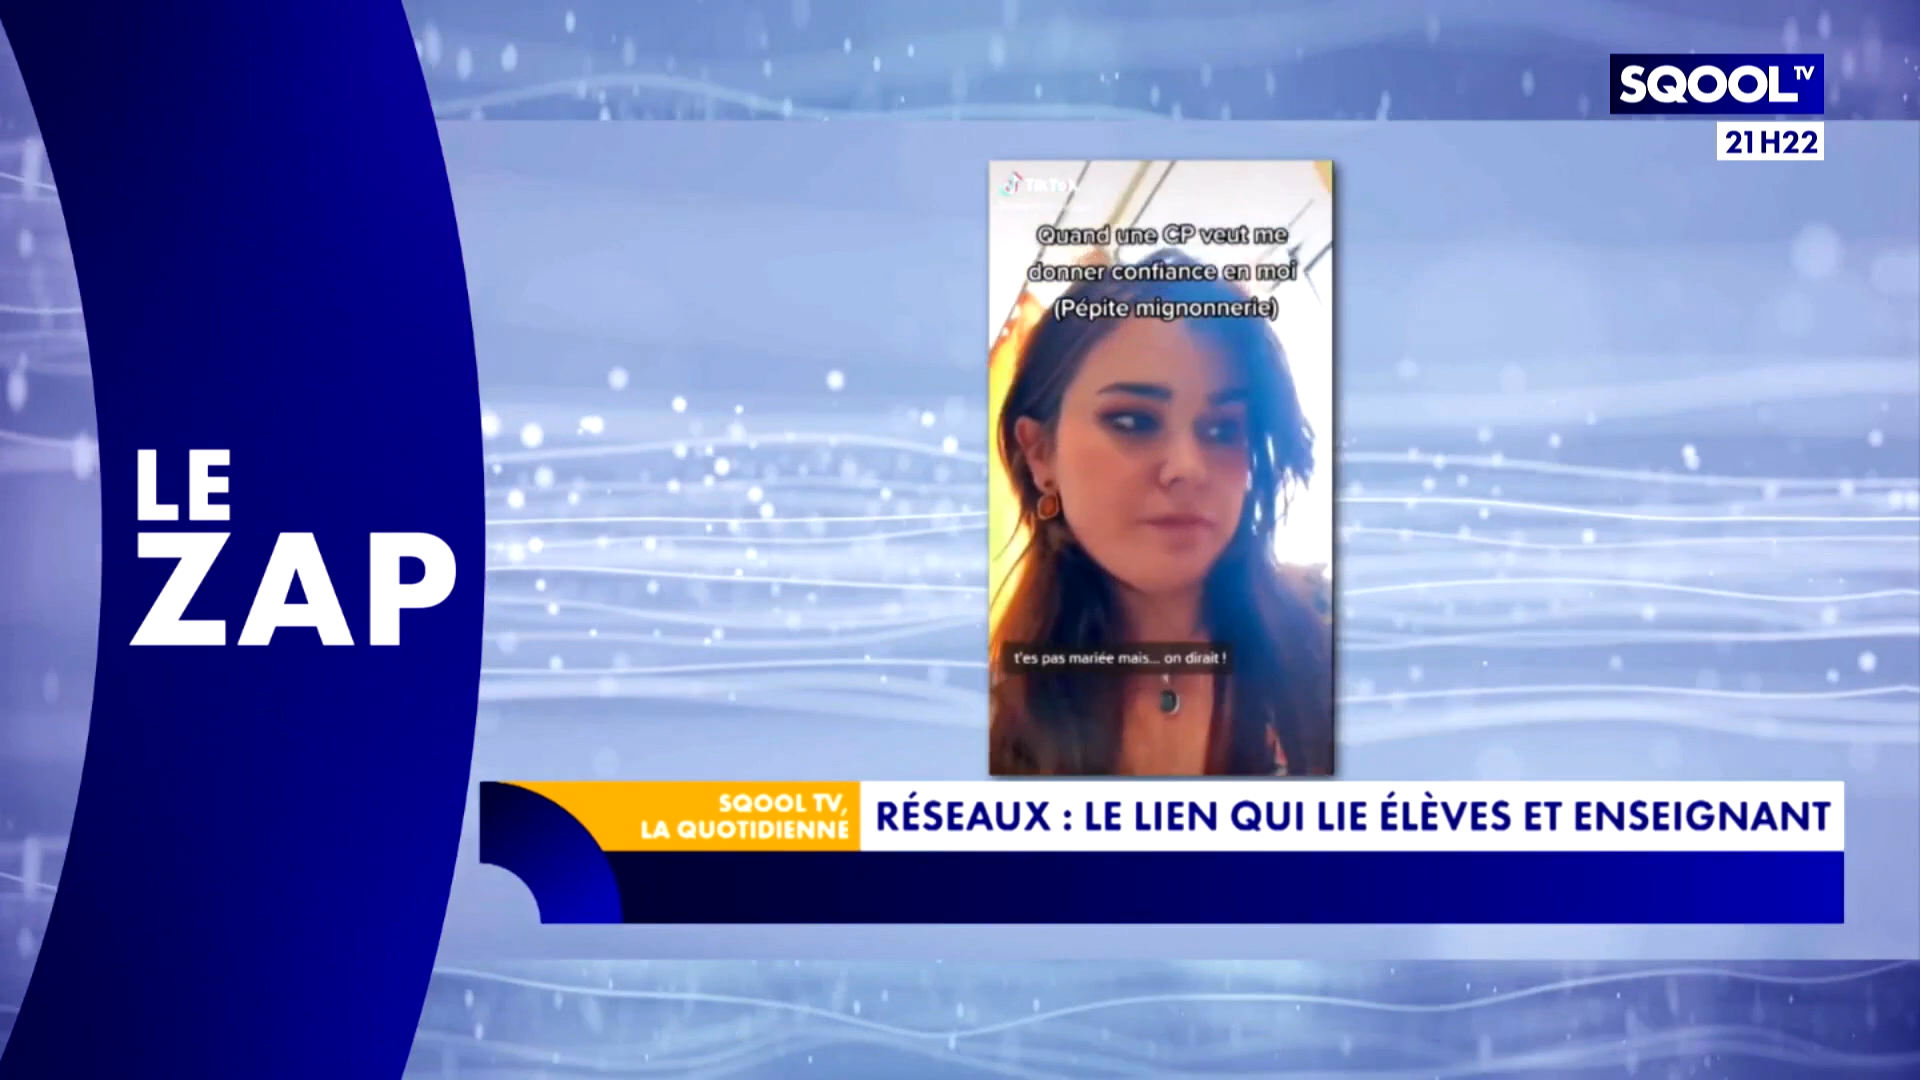 SQOOL TV
21H22
TikTok
Quand une CP veut me
donner confiance en moi
(Pépite mignonnerie)
LE
ZAP
t'es pas mariée mais... on dirait !
SQOOL TV,
LA QUOTIDIENNE
RÉSEAUX : LE LIEN QUI LIE ÉLÈVES ET ENSEIGNANT